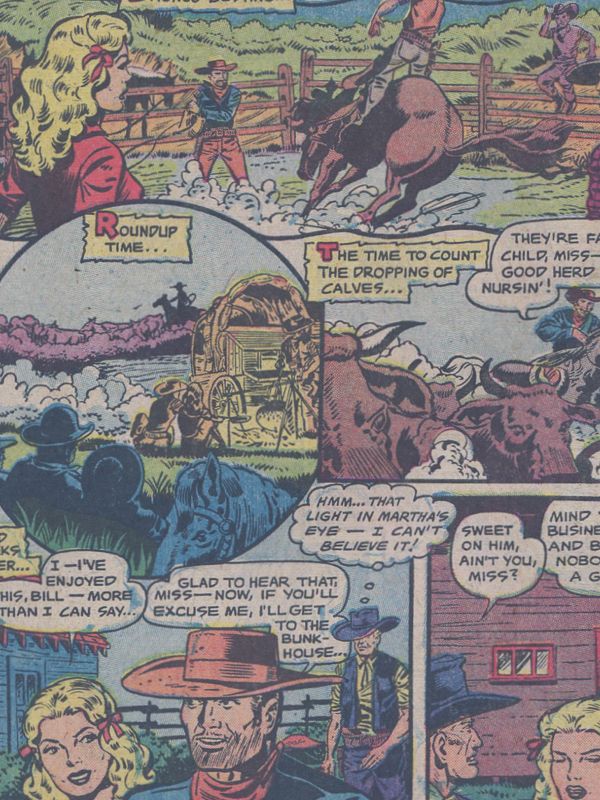 ROUNDUP
TIME...
THE TIME TO COUNT
THE DROPPING OF
CALVES...
THEY'RE
CHILD, MISS—
GOOD HERD
NURSIN'!
HMM... THAT
LIGHT IN MARTHA'S
EYE — I CAN'T
BELIEVE IT!
I—I'VE
ENJOYED
THIS, BILL — MORE
THAN I CAN SAY...
GLAD TO HEAR THAT,
MISS—NOW, IF YOU'LL
EXCUSE ME, I'LL GET
TO THE
BUNK-
HOUSE...
SWEET
ON HIM,
AIN'T YOU,
MISS?
MIND
AND
A